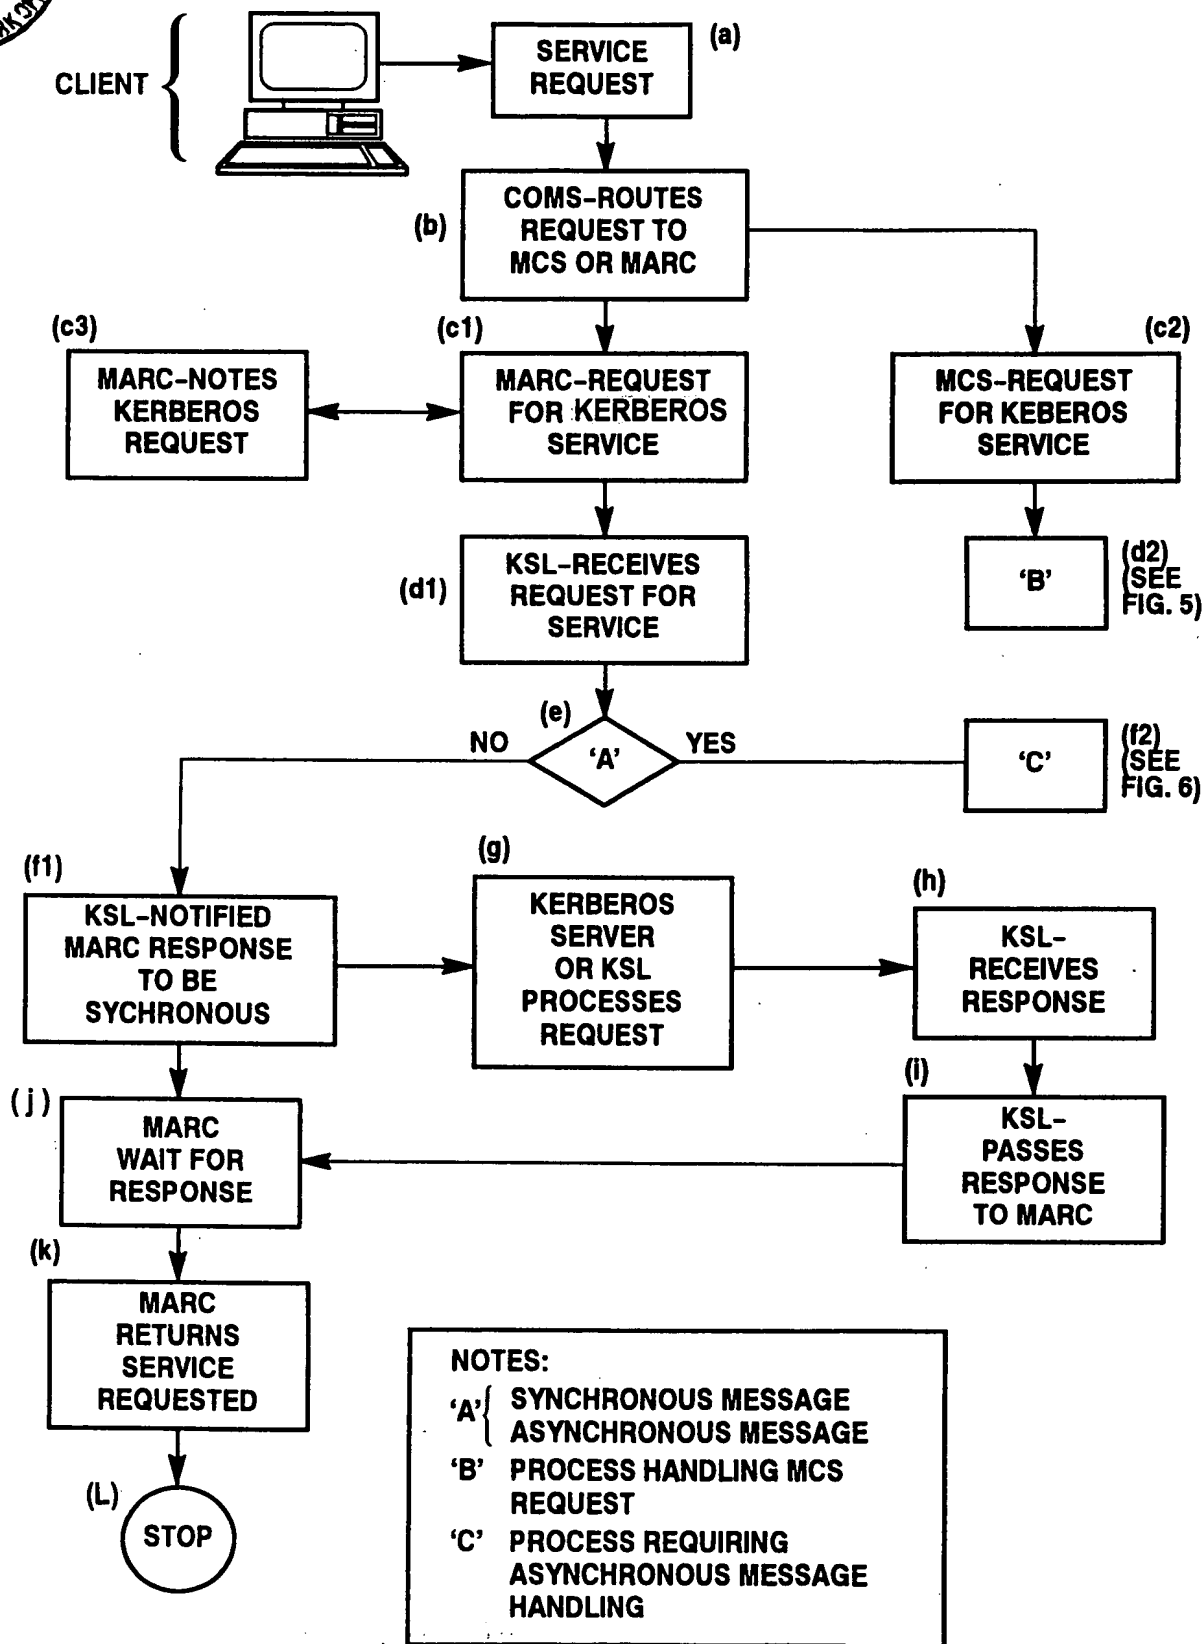 CLIENT
SERVICE
REQUEST
(a)
(b)
COMS-ROUTES
REQUEST TO
MCS OR MARC
(c3)
MARC-NOTES
KERBEROS
REQUEST
(c1)
MARC-REQUEST
FOR KERBEROS
SERVICE
(c2)
MCS-REQUEST
FOR KEBEROS
SERVICE
(d1)
KSL-RECEIVES
REQUEST FOR
SERVICE
'B'
(d2)
(SEE
FIG. 5)
(e)
NO
'A'
YES
'C'
(f2)
(SEE
FIG. 6)
(f1)
KSL-NOTIFIED
MARC RESPONSE
TO BE
SYCHRONOUS
(g)
KERBEROS
SERVER
OR KSL
PROCESSES
REQUEST
(h)
KSL-
RECEIVES
RESPONSE
(j)
MARC
WAIT FOR
RESPONSE
(i)
KSL-
PASSES
RESPONSE
TO MARC
(k)
MARC
RETURNS
SERVICE
REQUESTED
(L)
STOP
NOTES:
'A' { SYNCHRONOUS MESSAGE
ASYNCHRONOUS MESSAGE
'B' PROCESS HANDLING MCS
REQUEST
'C' PROCESS REQUIRING
ASYNCHRONOUS MESSAGE
HANDLING